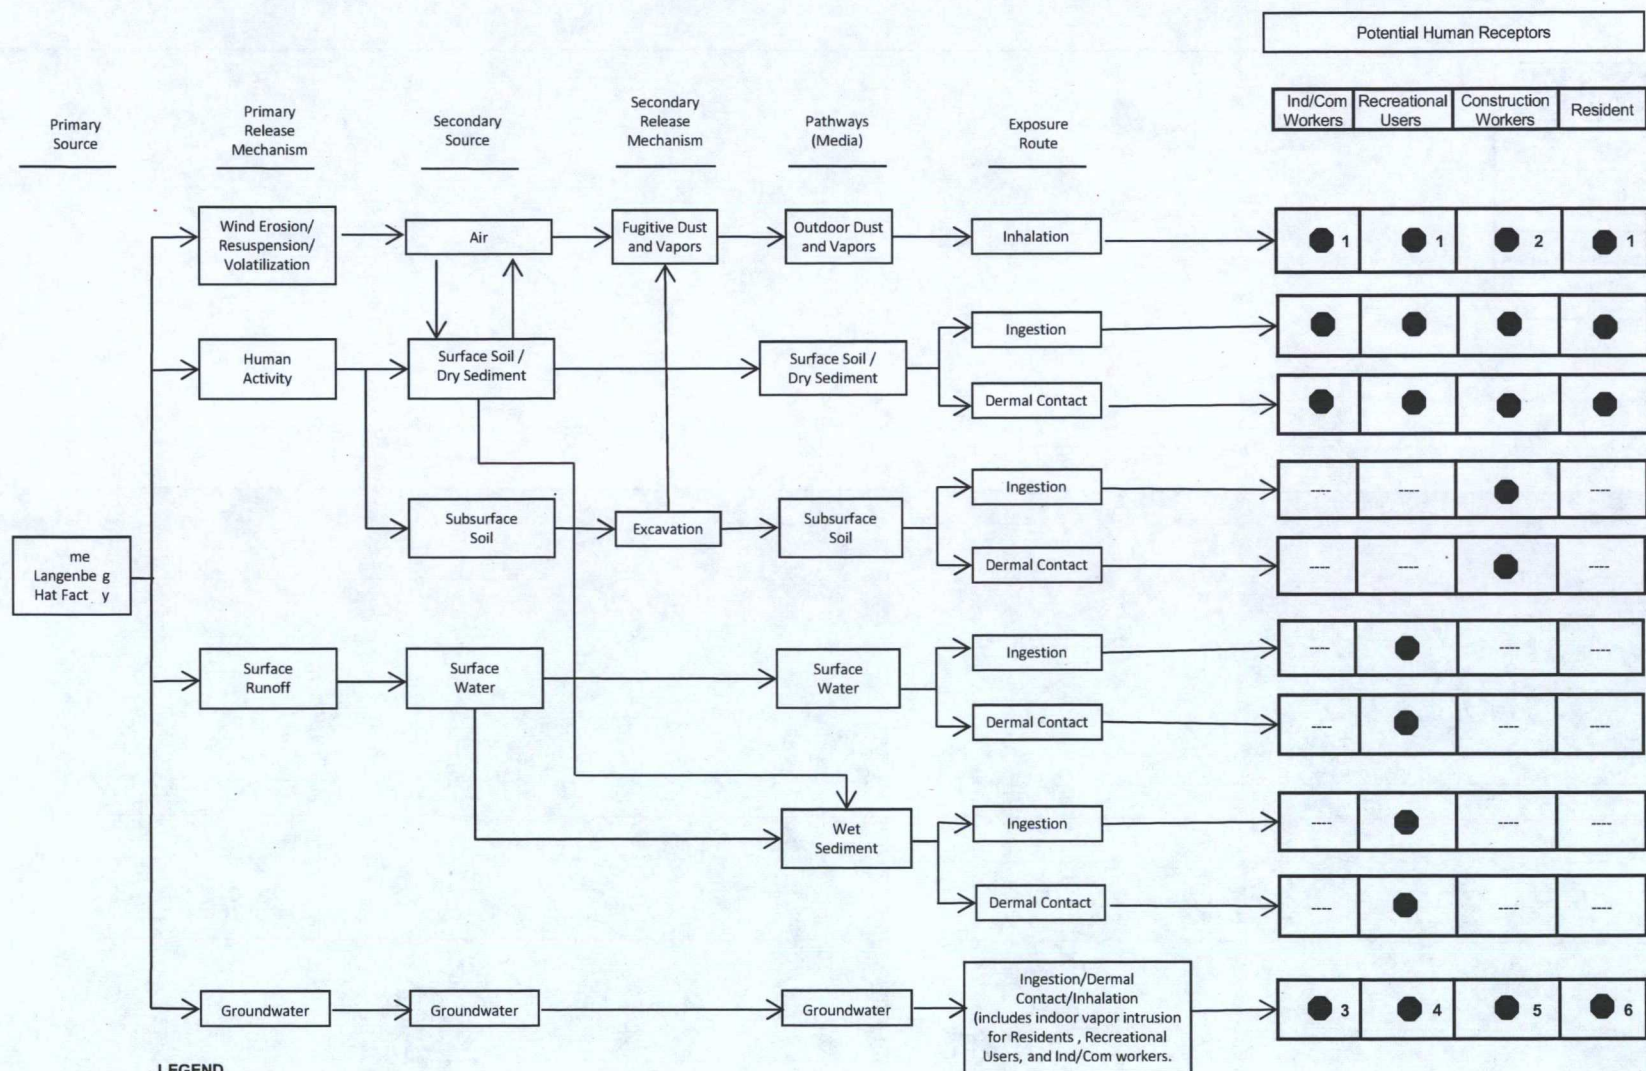 Potential Human Receptors
Primary
Source
Primary
Release
Mechanism
Secondary
Source
Secondary
Release
Mechanism
Pathways
(Media)
Exposure
Route
Ind/Com
Workers
Recreational
Users
Construction
Workers
Resident
Wind Erosion/
Resuspension/
Volatilization
Air
Fugitive Dust
and Vapors
Outdoor Dust
and Vapors
Inhalation
1
1
2
1
Human
Activity
Surface Soil /
Dry Sediment
Surface Soil /
Dry Sediment
Ingestion
Dermal Contact
Subsurface
Soil
Excavation
Subsurface
Soil
Ingestion
---- ---- ----
Dermal Contact
---- ---- ----
me
Langenbe g
Hat Fact y
Surface
Runoff
Surface
Water
Surface
Water
Ingestion
---- ---- ----
Dermal Contact
---- ---- ----
Wet
Sediment
Ingestion
---- ---- ----
Dermal Contact
---- ---- ----
Groundwater
Groundwater
Groundwater
Ingestion/Dermal
Contact/Inhalation
(includes indoor vapor intrusion
for Residents , Recreational
Users, and Ind/Com workers.
3
4
5
6
LEGEND